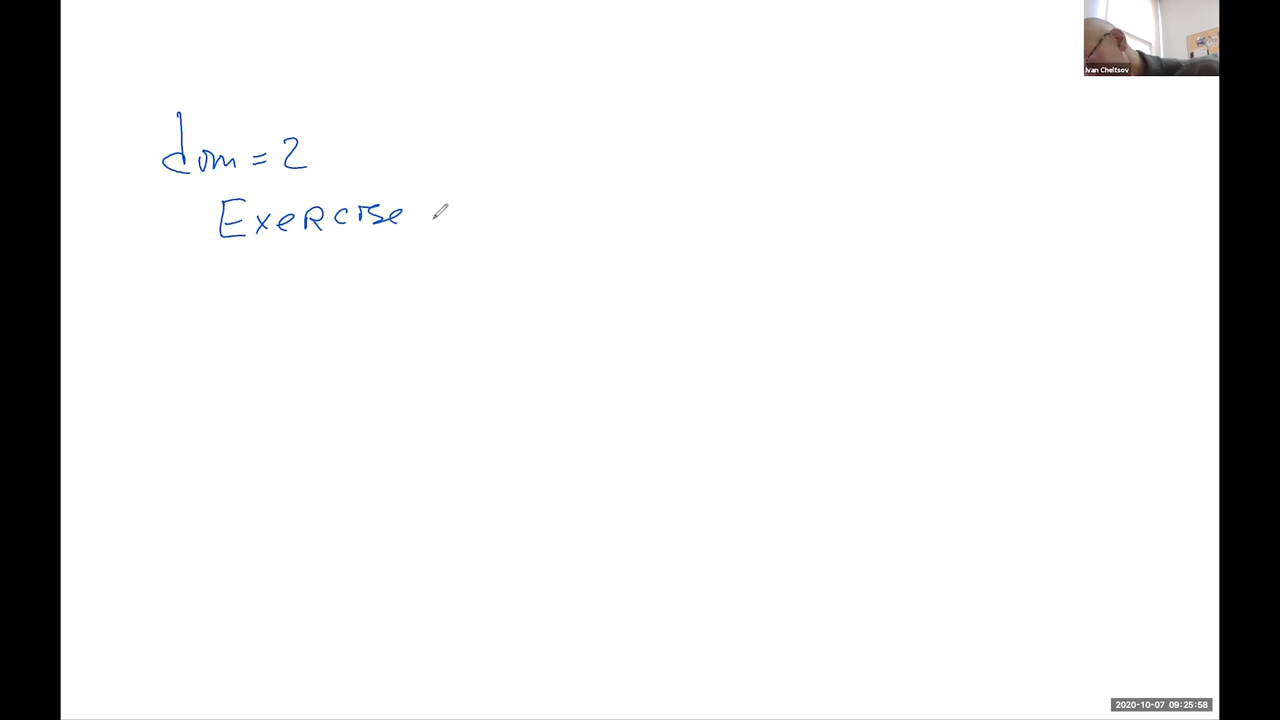 Ivan Cheltsov
dim = 2
Exercise
2020-10-07 09:25:58